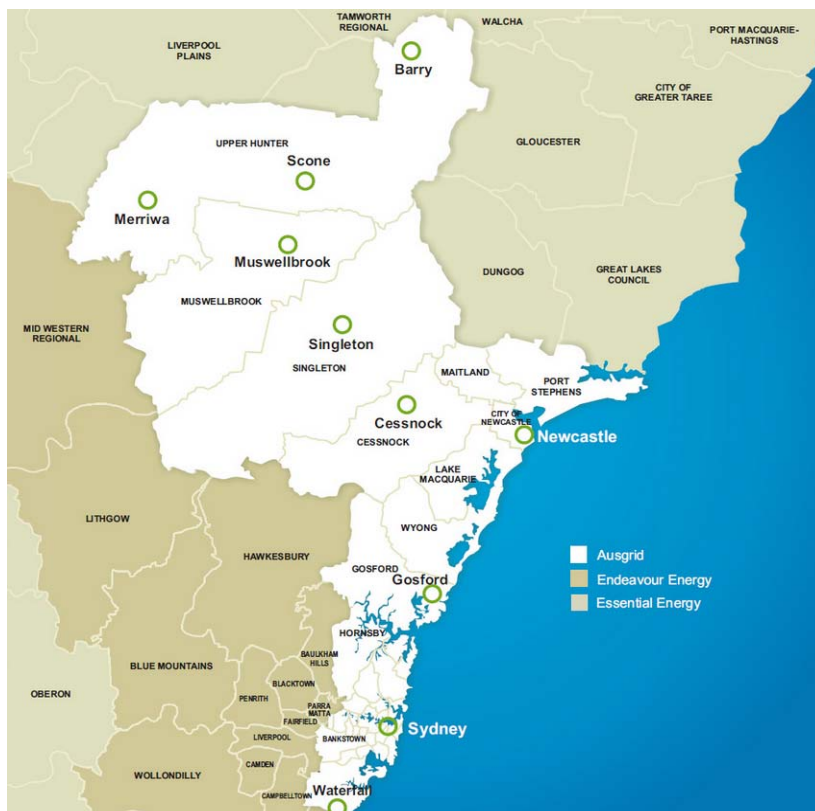 TAMWORTH
REGIONAL
WALCHA
PORT MACQUARIE-
HASTINGS
LIVERPOOL
PLAINS
Barry
CITY OF
GREATER TAREE
UPPER HUNTER
GLOUCESTER
Scone
Merriwa
Muswellbrook
DUNGOG
GREAT LAKES
COUNCIL
MUSWELLBROOK
MID WESTERN
REGIONAL
Singleton
SINGLETON
MAITLAND
PORT
STEPHENS
Cessnock
CESSNOCK
CITY OF
NEWCASTLE
Newcastle
LAKE
MACQUARIE
LITHGOW
WYONG
HAWKESBURY
Ausgrid
GOSFORD
Gosford
Endeavour Energy
Essential Energy
HORNSBY
BAULKHAM
HILLS
BLUE MOUNTAINS
BLACKTOWN
OBERON
PENRITH
PARRA
MATTA
FAIRFIELD
Sydney
LIVERPOOL
BANKSTOWN
CAMDEN
WOLLONDILLY
CAMPBELLTOWN
Waterfall